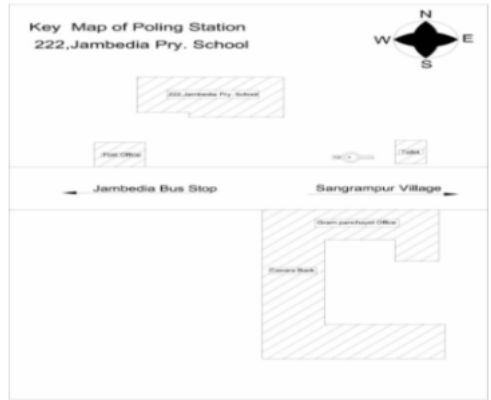 Key Map of Poling Station
222,Jambedia Pry. School
N
W E
S
222,Jambedia Pry. School
Post Office
Toilet
Jambedia Bus Stop
Sangrampur Village
Gram panchayet Office
Canara Bank